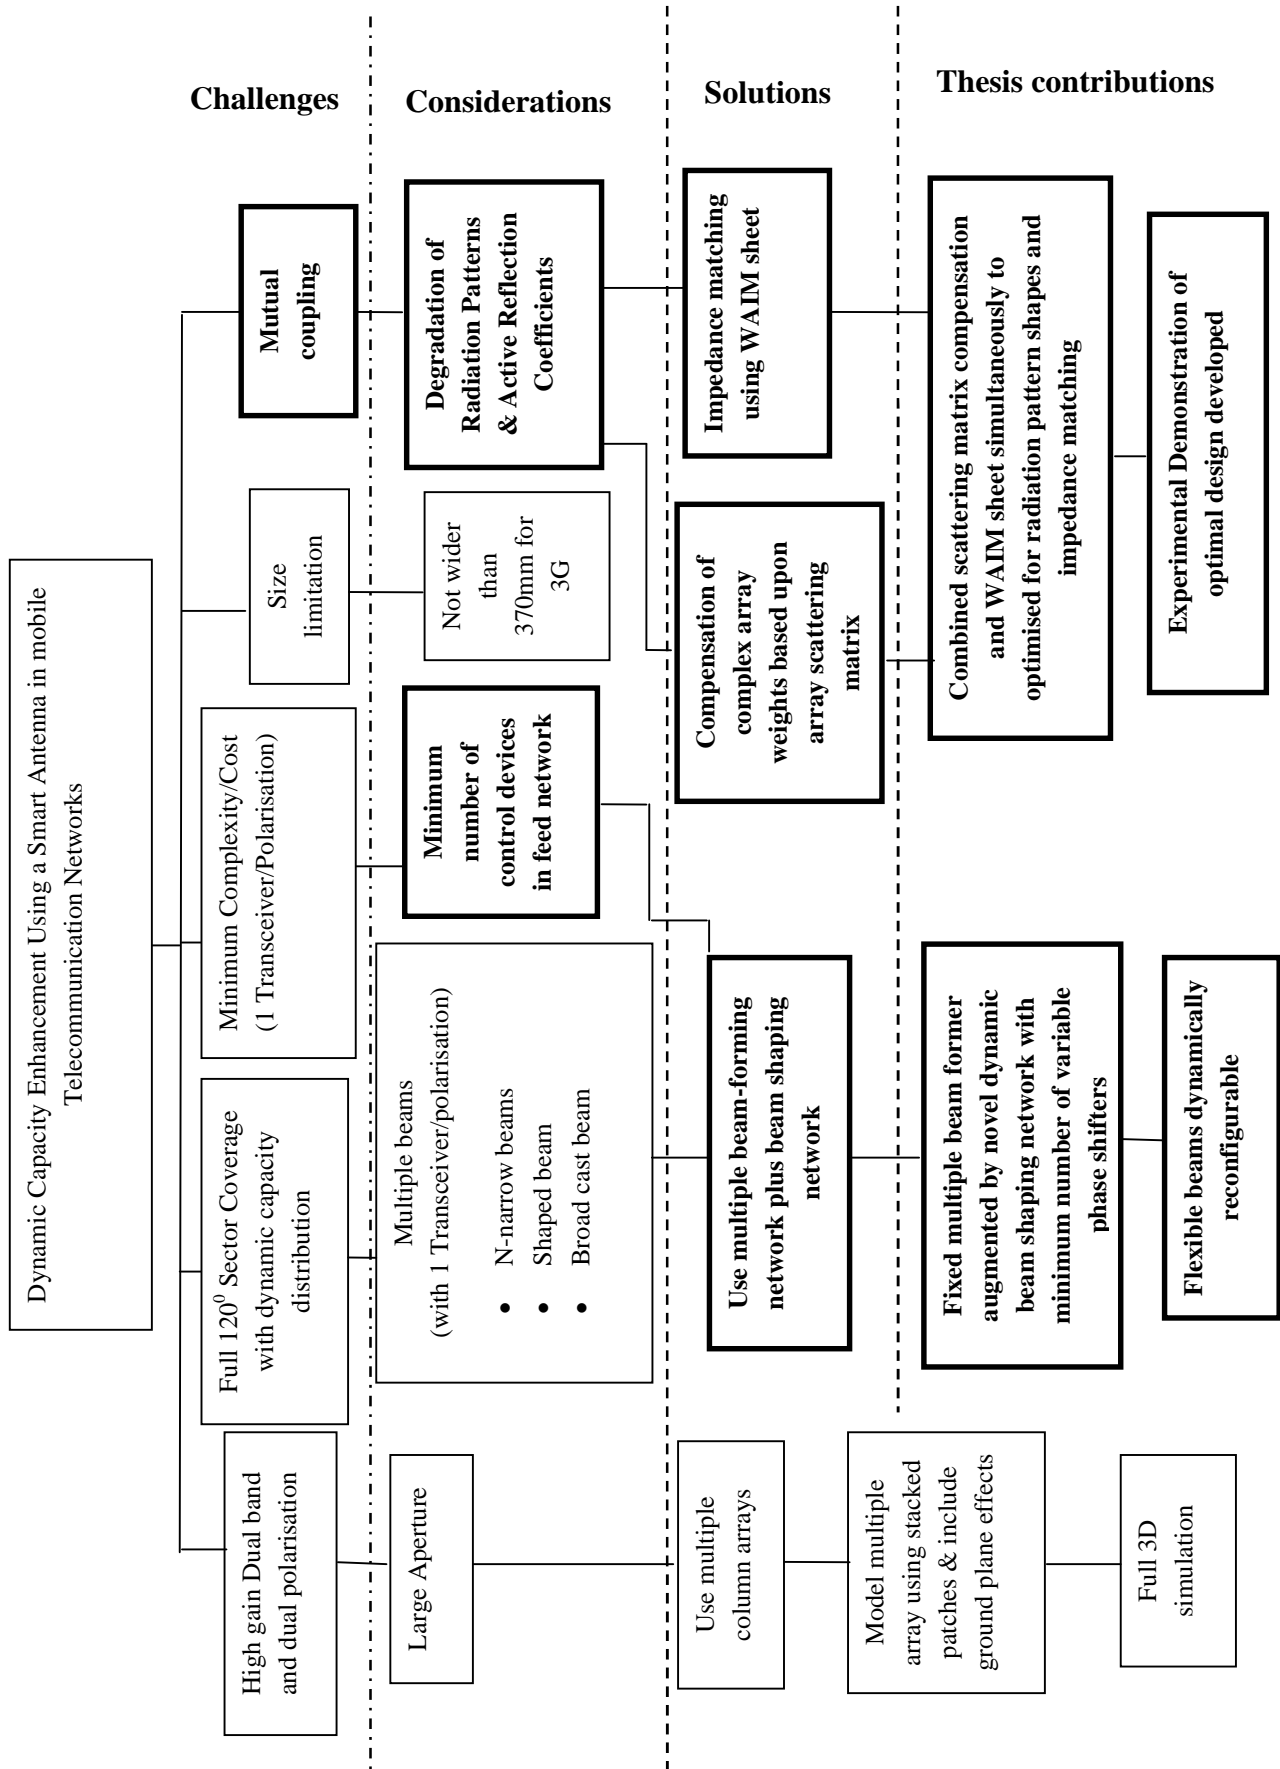 Dynamic Capacity Enhancement Using a Smart Antenna in mobile
Telecommunication Networks
Challenges
High gain Dual band
and dual polarisation
Full 120⁰ Sector Coverage
with dynamic capacity
distribution
Minimum Complexity/Cost
(1 Transceiver/Polarisation)
Size
limitation
Mutual
coupling
Considerations
Large Aperture
Multiple beams
(with 1 Transceiver/polarisation)
• N-narrow beams
• Shaped beam
• Broad cast beam
Minimum
number of
control devices
in feed network
Not wider
than
370mm for
3G
Degradation of
Radiation Patterns
& Active Reflection
Coefficients
Solutions
Use multiple
column arrays
Model multiple
array using stacked
patches & include
ground plane effects
Full 3D
simulation
Use multiple beam-forming
network plus beam shaping
network
Compensation of
complex array
weights based upon
array scattering
matrix
Impedance matching
using WAIM sheet
Thesis contributions
Fixed multiple beam former
augmented by novel dynamic
beam shaping network with
minimum number of variable
phase shifters
Flexible beams dynamically
reconfigurable
Combined scattering matrix compensation
and WAIM sheet simultaneously to
optimised for radiation pattern shapes and
impedance matching
Experimental Demonstration of
optimal design developed